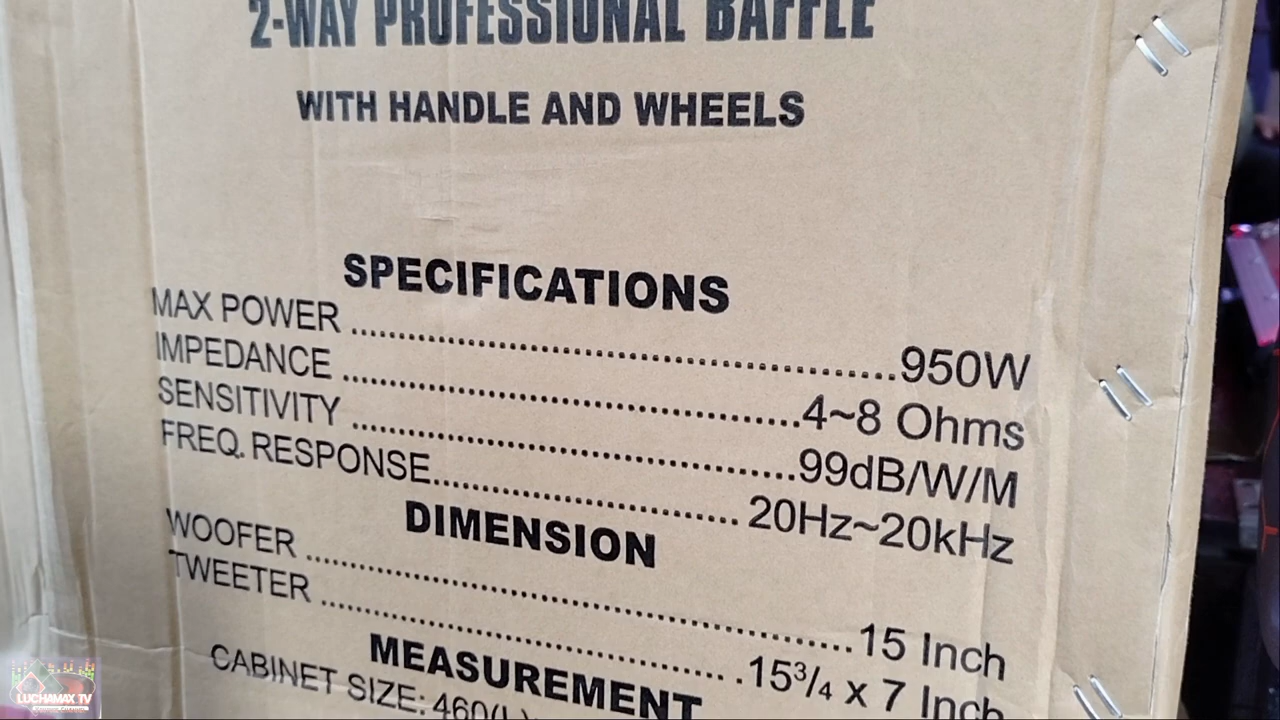 2-WAY PROFESSIONAL BAFFLE
WITH HANDLE AND WHEELS
SPECIFICATIONS
MAX POWER ..........................................950W
IMPEDANCE ..........................................4~8 Ohms
SENSITIVITY ..........................................99dB/W/M
FREQ. RESPONSE.............................. 20Hz~20kHz
DIMENSION
WOOFER ..........................................15 Inch
TWEETER ..........................................15³/₄ x 7 Inch
MEASUREMENT
CABINET SIZE: 460(L)
LUCHAMAX TV